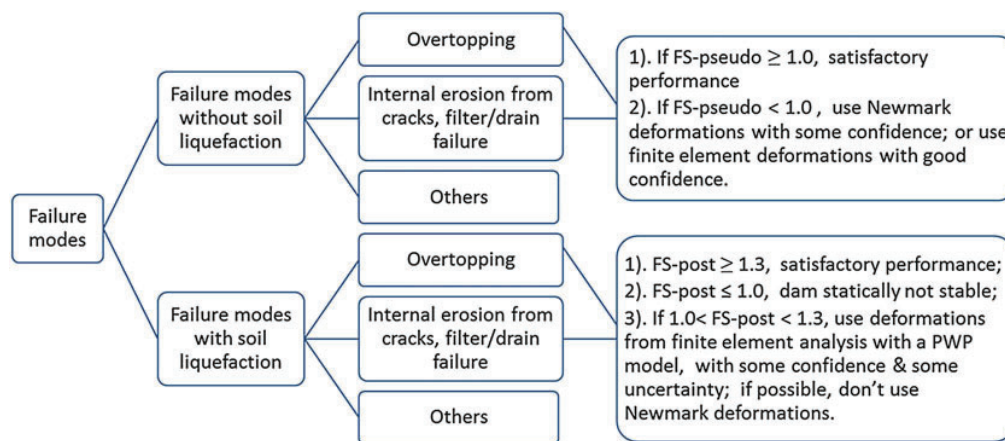 Failure
modes
Failure modes
without soil
liquefaction
Overtopping
Internal erosion from
cracks, filter/drain
failure
Others
1). If FS-pseudo ≥ 1.0, satisfactory
performance
2). If FS-pseudo < 1.0 , use Newmark
deformations with some confidence; or use
finite element deformations with good
confidence.
Failure modes
with soil
liquefaction
Overtopping
Internal erosion from
cracks, filter/drain
failure
Others
1). FS-post ≥ 1.3, satisfactory performance;
2). FS-post ≤ 1.0, dam statically not stable;
3). If 1.0< FS-post < 1.3, use deformations
from finite element analysis with a PWP
model, with some confidence & some
uncertainty; if possible, don’t use
Newmark deformations.